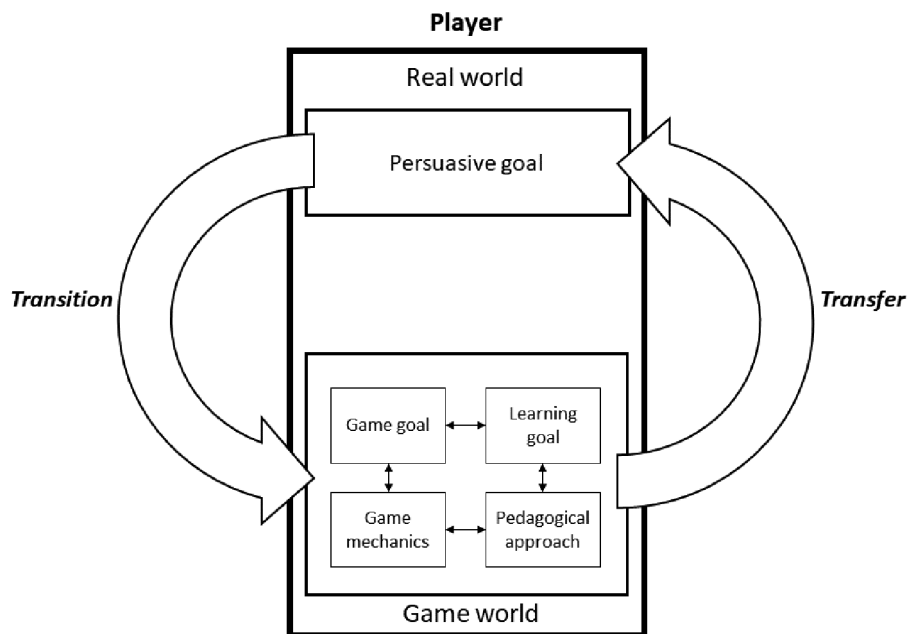 Player
Real world
Persuasive goal
Transition
Transfer
Game goal
Learning
goal
Game
mechanics
Pedagogical
approach
Game world